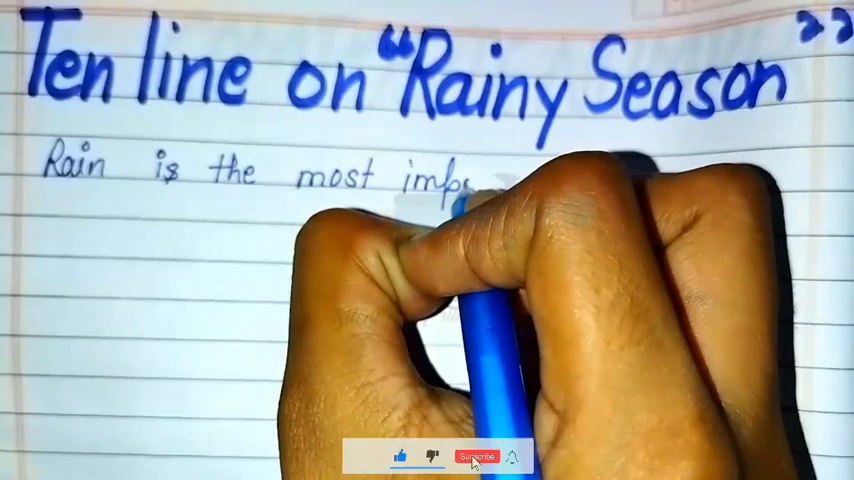 Ten line on "Rainy Season"
Rain is the most
Subscribe